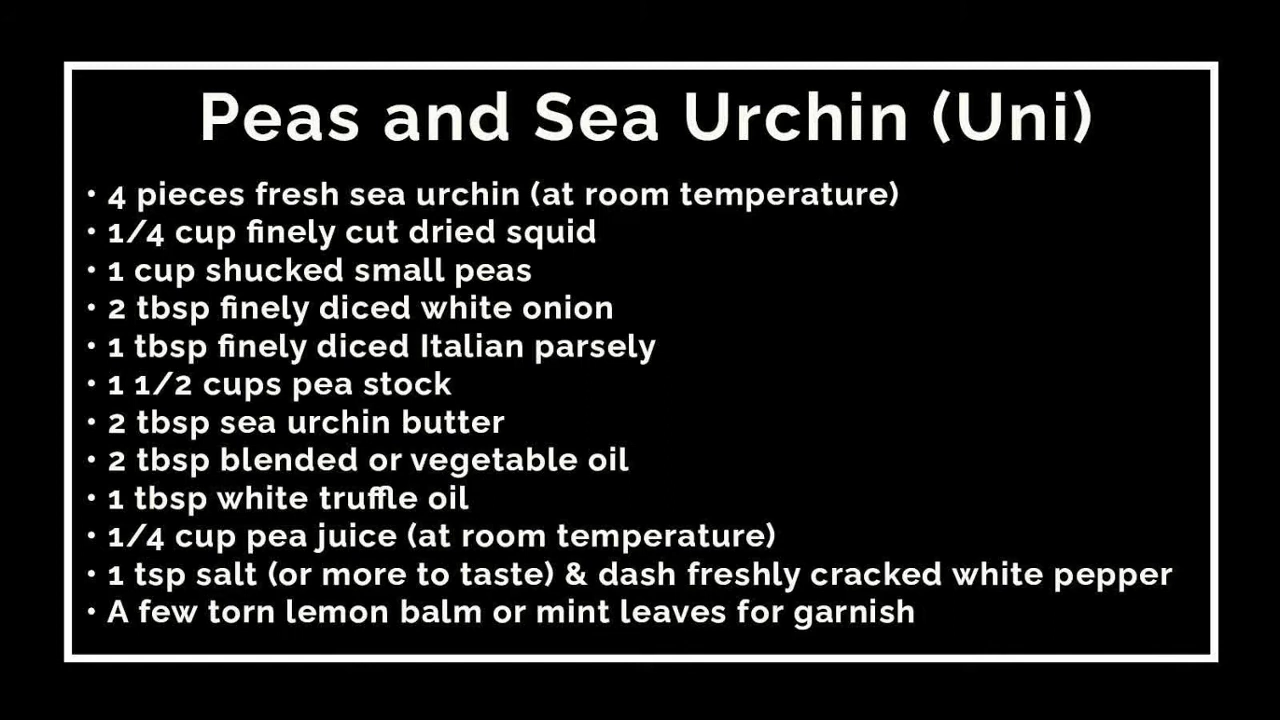 Peas and Sea Urchin (Uni)
• 4 pieces fresh sea urchin (at room temperature)
• 1/4 cup finely cut dried squid
• 1 cup shucked small peas
• 2 tbsp finely diced white onion
• 1 tbsp finely diced Italian parsely
• 1 1/2 cups pea stock
• 2 tbsp sea urchin butter
• 2 tbsp blended or vegetable oil
• 1 tbsp white truffle oil
• 1/4 cup pea juice (at room temperature)
• 1 tsp salt (or more to taste) & dash freshly cracked white pepper
• A few torn lemon balm or mint leaves for garnish